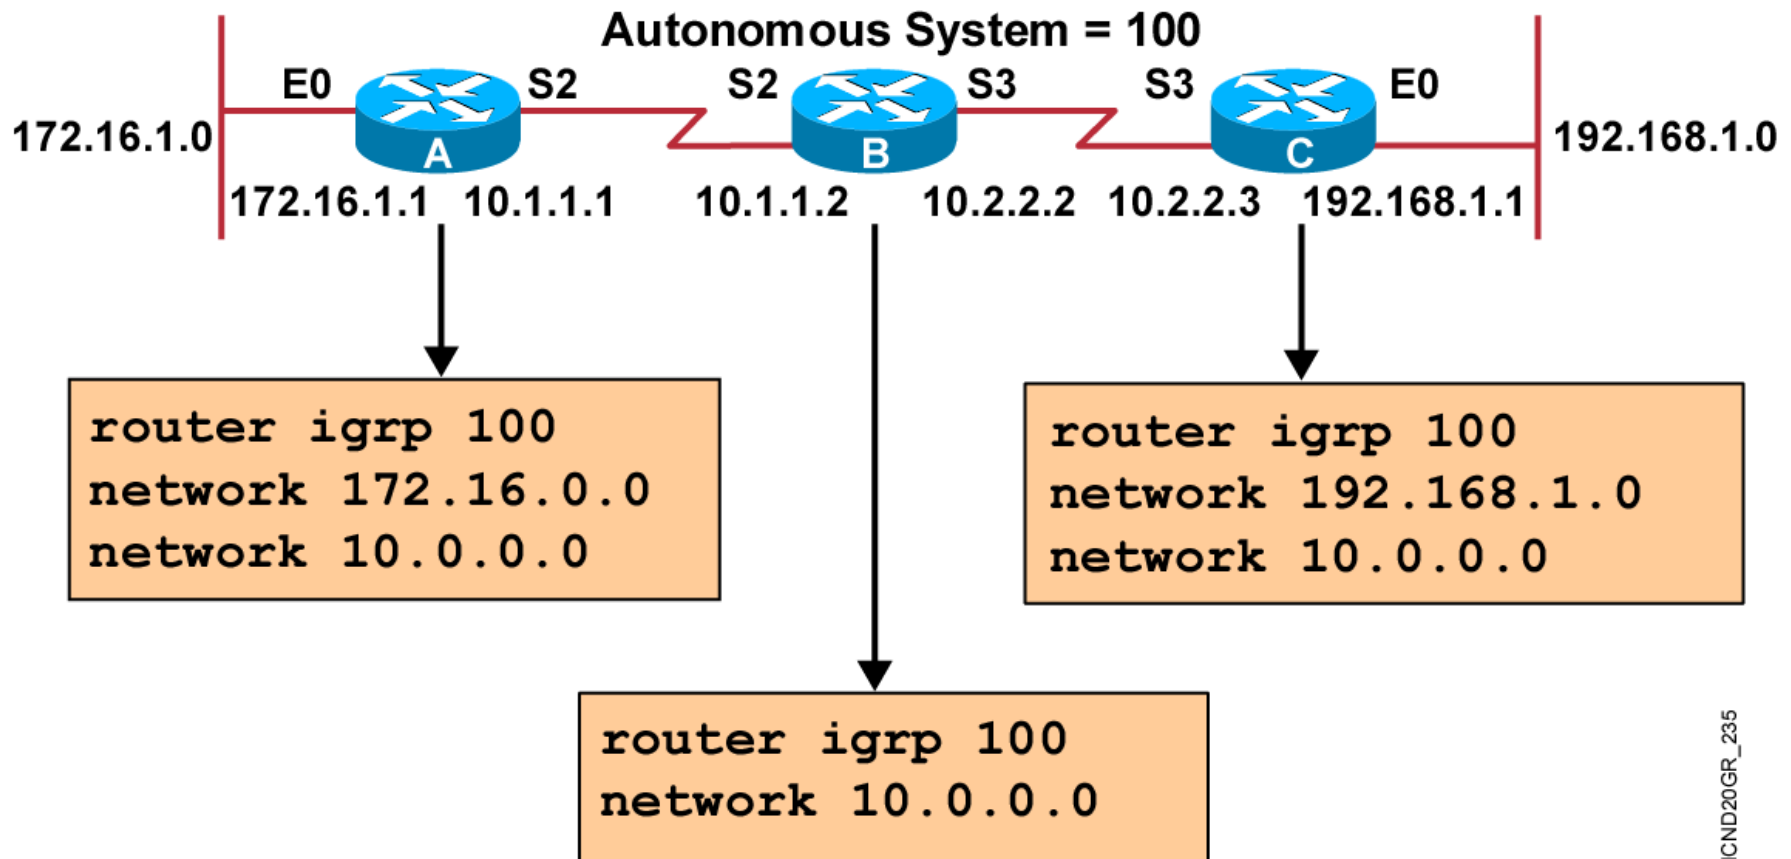 Autonomous System = 100
E0 S2 S2 S3 S3 E0
172.16.1.0 A B C 192.168.1.0
172.16.1.1 10.1.1.1 10.1.1.2 10.2.2.2 10.2.2.3 192.168.1.1
router igrp 100
network 172.16.0.0
network 10.0.0.0
router igrp 100
network 192.168.1.0
network 10.0.0.0
router igrp 100
network 10.0.0.0
ICND20GR_235